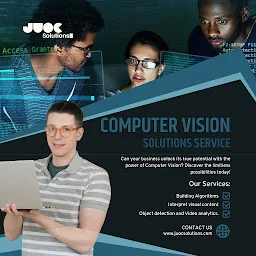 JUOC
Solutions
Access Grante
COMPUTER VISION
SOLUTIONS SERVICE
Can your business unlock its true potential with the
power of Computer Vision? Discover the limitless
possibilities today!
Our Services:
Building Algorithms
Interpret visual content
Object detection and Video analytics.
CONTACT US
www.juocsolutions.com